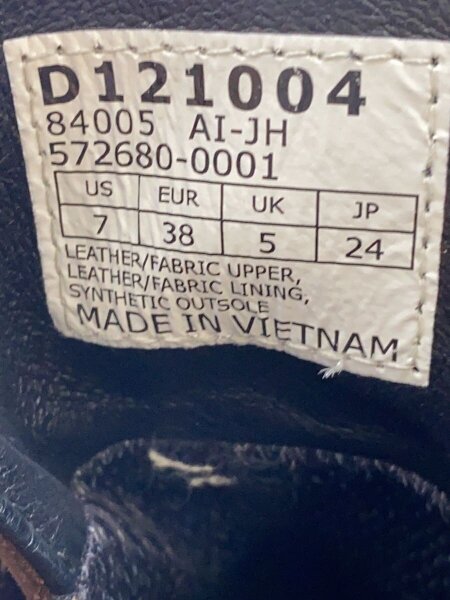 D121004
84005 AI-JH
572680-0001
US EUR UK JP
7 38 5 24
LEATHER/FABRIC UPPER,
LEATHER/FABRIC LINING,
SYNTHETIC OUTSOLE
MADE IN VIETNAM